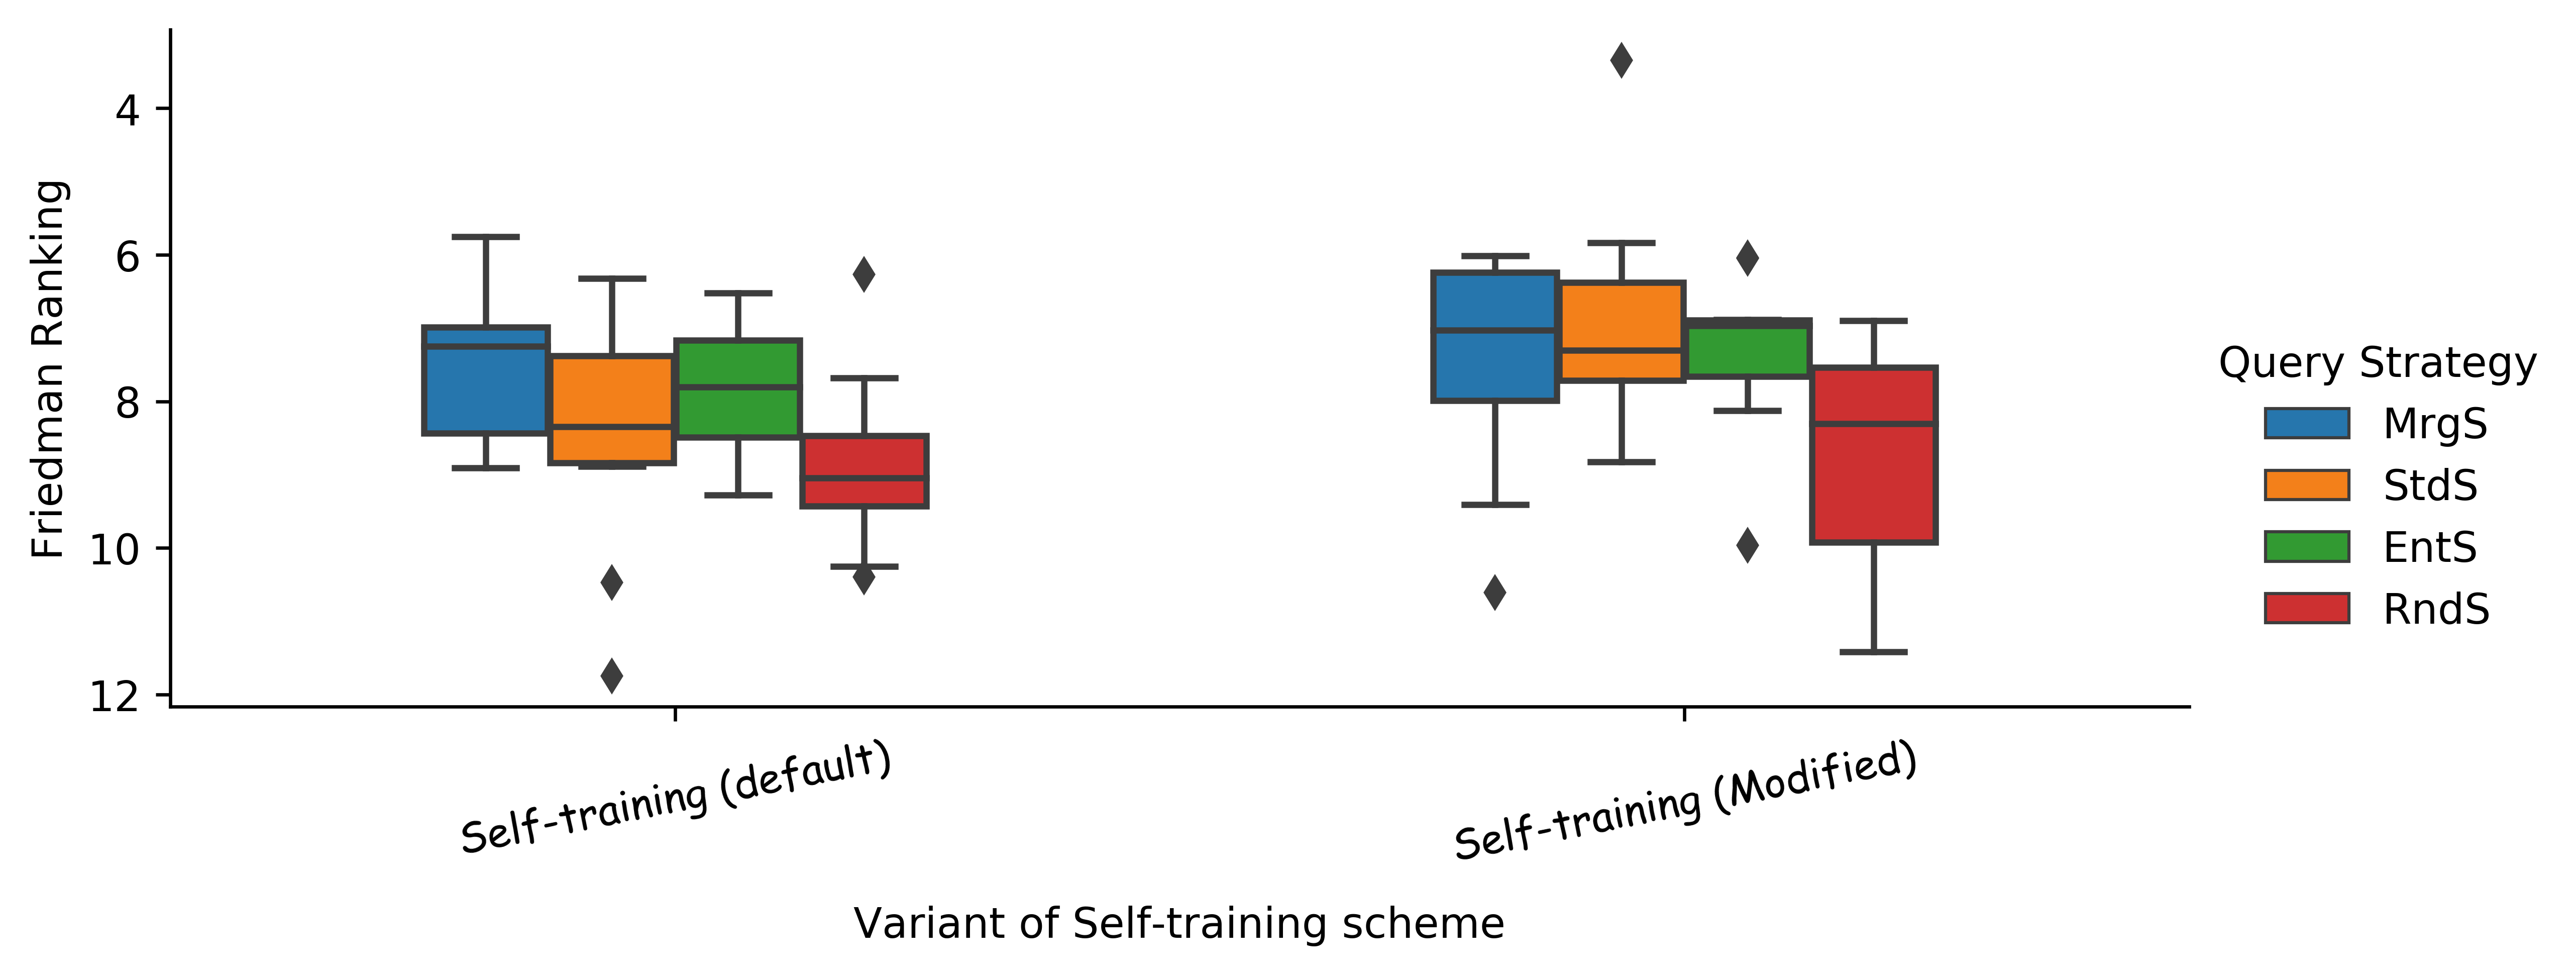 Friedman Ranking
4
6
8
10
12
Self-training (default)
Self-training (Modified)
Variant of Self-training scheme
Query Strategy
MrgS
StdS
EntS
RndS